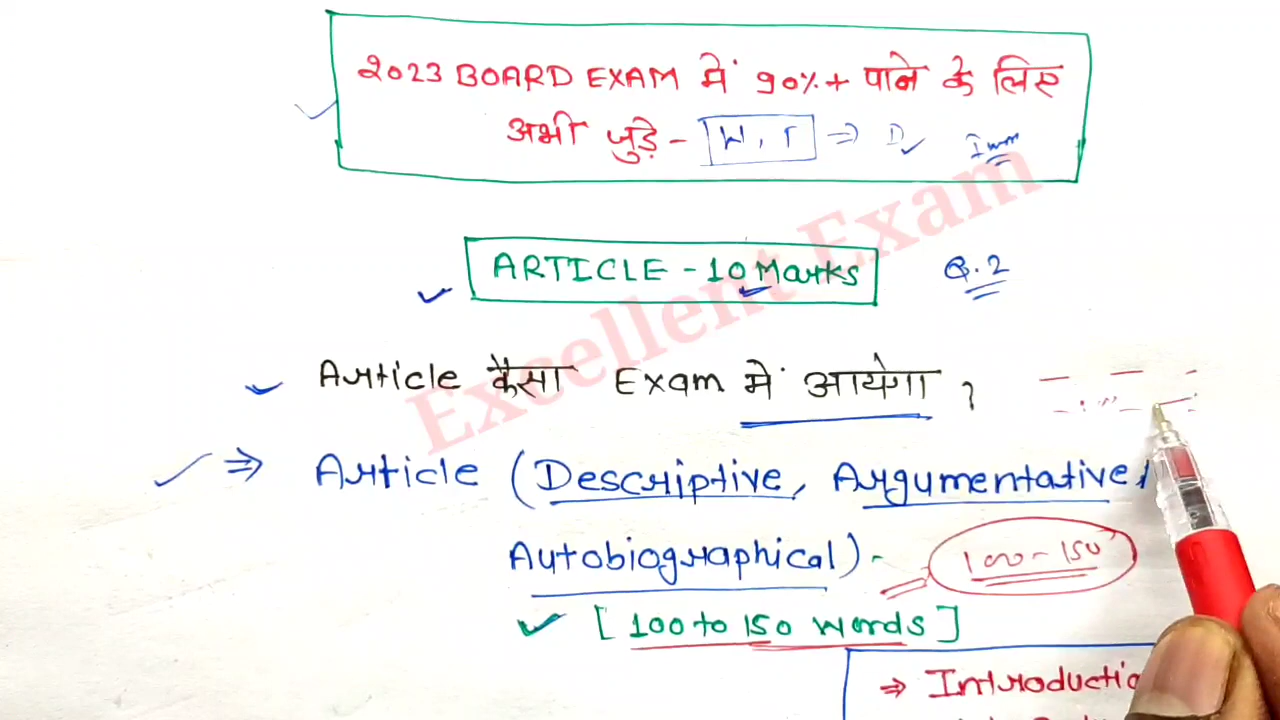 2023 BOARD EXAM में 90%+ पाने के लिए
अभी जुड़े - W, T ⇒ D
ARTICLE - 10 Marks Q.2
Article कैसा Exam में आयेगा ?
⇒ Article (Descriptive, Argumentative,
Autobiographical) - 100-150
[100 to 150 words]
⇒ Introductio
Excellent Exam